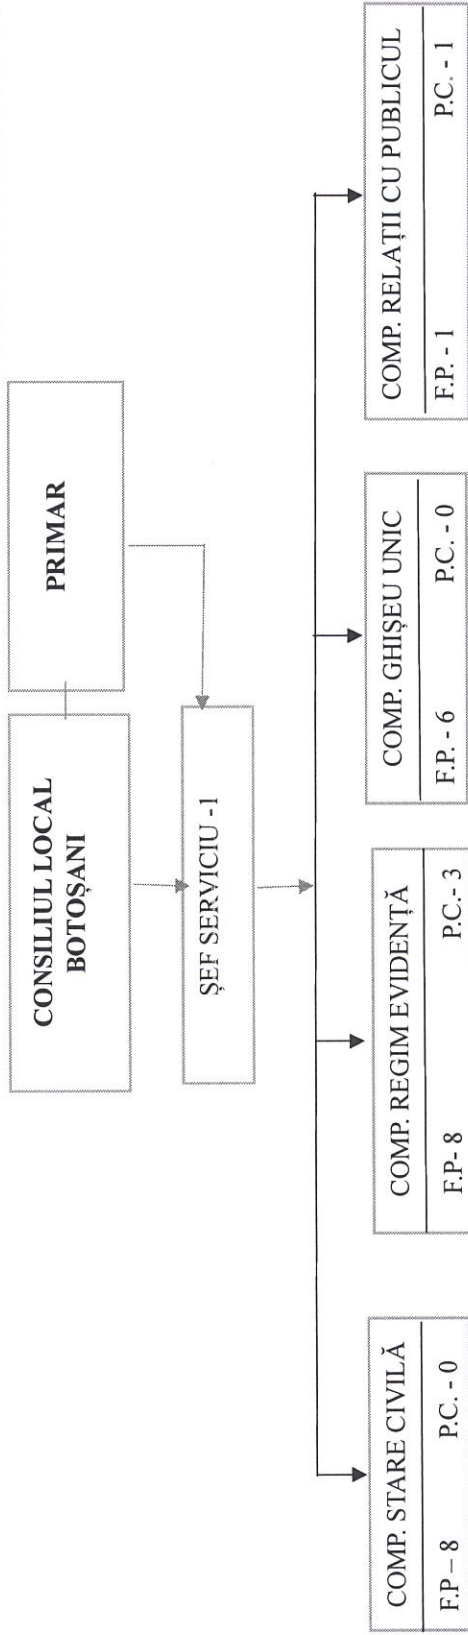 CONSILIUL LOCAL
BOTOȘANI
PRIMAR
ȘEF SERVICIU -1
COMP. STARE CIVILĂ
F.P – 8 P.C. - 0
COMP. REGIM EVIDENȚĂ
F.P- 8 P.C.- 3
COMP. GHIȘEU UNIC
F.P. - 6 P.C. - 0
COMP. RELAȚII CU PUBLICUL
F.P. - 1 P.C. - 1